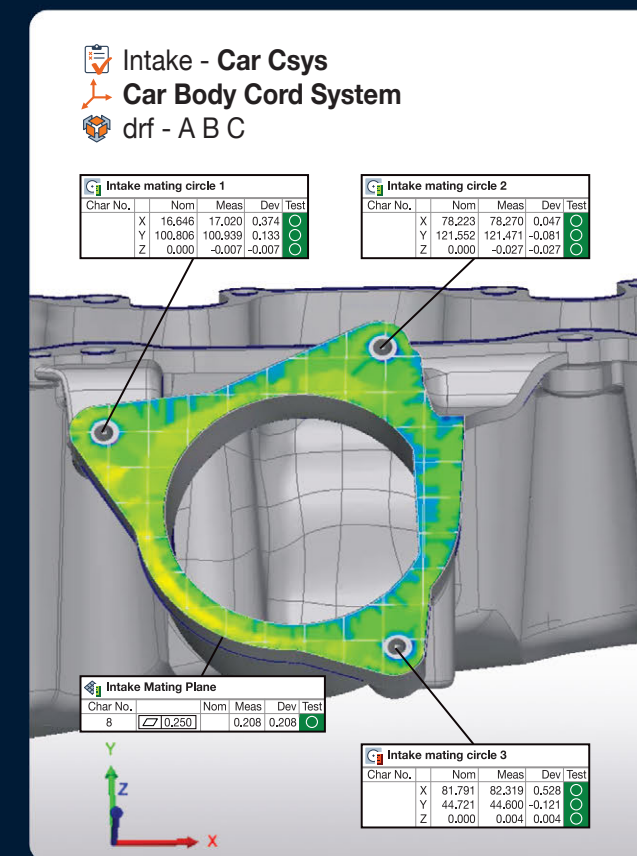 Intake - Car Csys
Car Body Cord System
drf - A B C
Intake mating circle 1
Char No. Nom Meas Dev Test
X 16.646 17.020 0.374
Y 100.806 100.939 0.133
Z 0.000 -0.007 -0.007
Intake mating circle 2
Char No. Nom Meas Dev Test
X 78.223 78.270 0.047
Y 121.552 121.471 -0.081
Z 0.000 -0.027 -0.027
Intake Mating Plane
Char No. Nom Meas Dev Test
8 0.250 0.208 0.208
Intake mating circle 3
Char No. Nom Meas Dev Test
X 81.791 82.319 0.528
Y 44.721 44.600 -0.121
Z 0.000 0.004 0.004
Y
Z
X